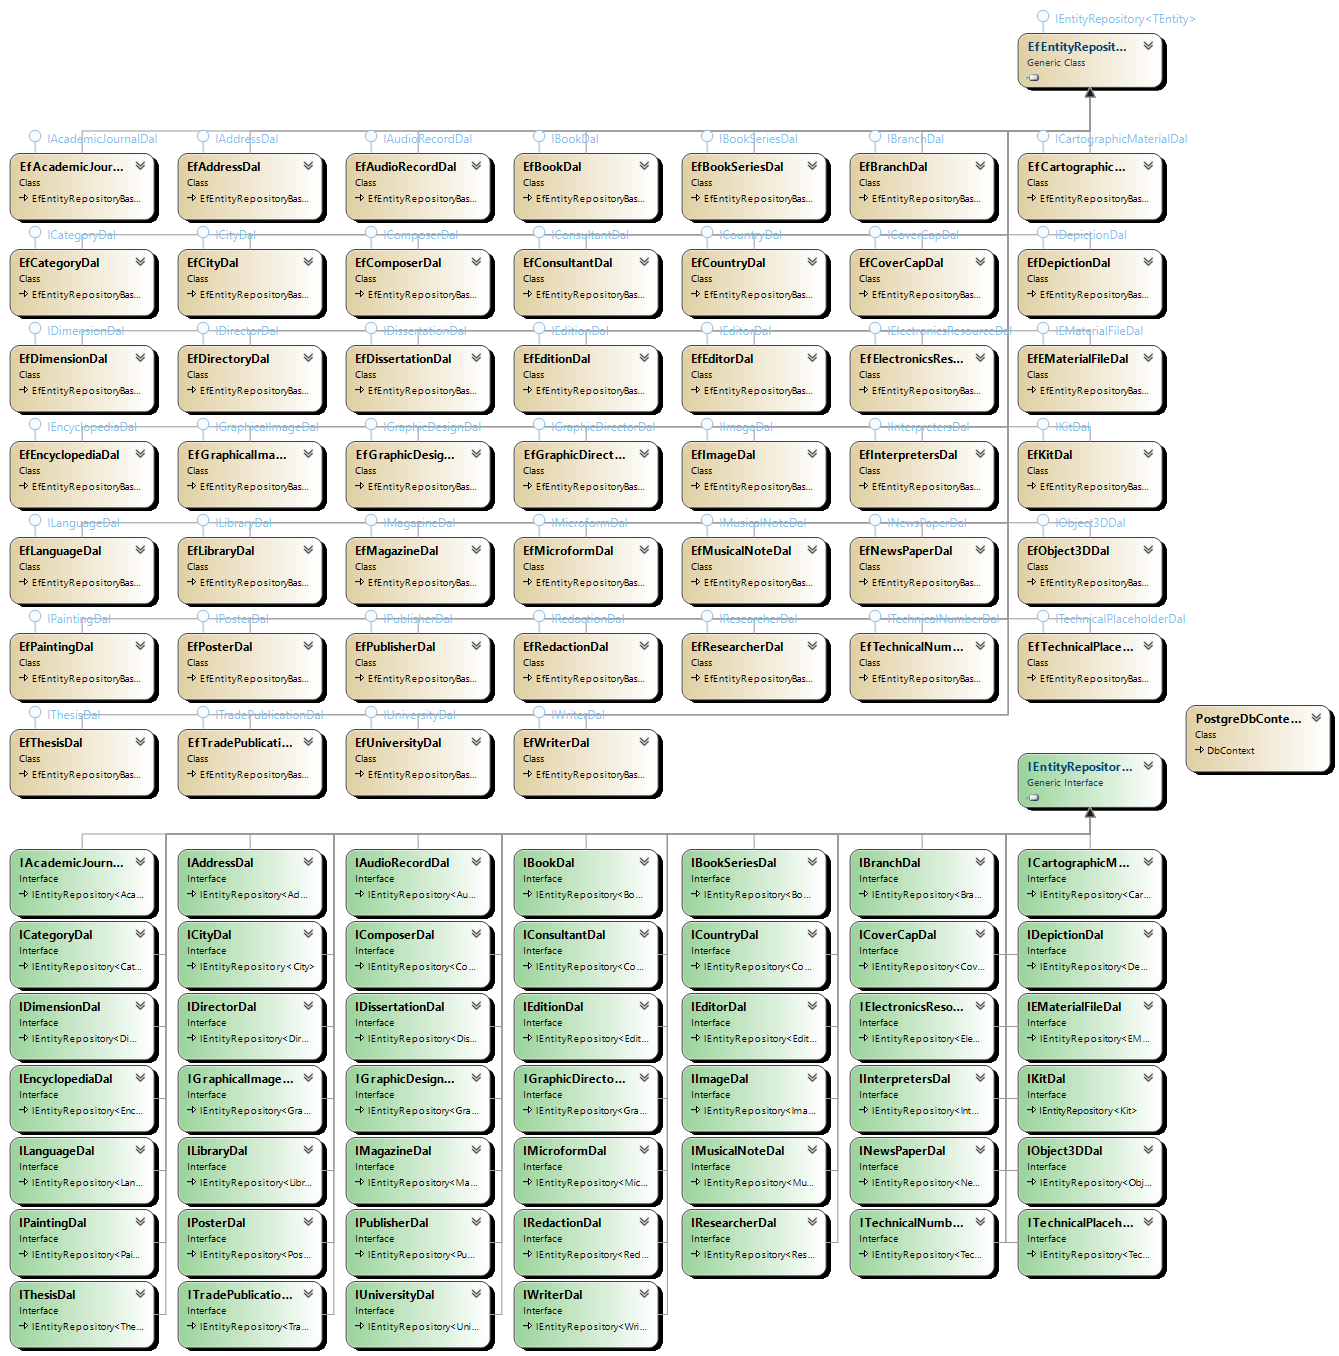 IEntityRepository<TEntity>
EfEntityReposit...
Generic Class
IAcademicJournalDal IAddressDal IAudioRecordDal IBookDal IBookSeriesDal IBranchDal ICartographicMaterialDal
EfAcademicJour... EfAddressDal EfAudioRecordDal EfBookDal EfBookSeriesDal EfBranchDal EfCartographic...
Class Class Class Class Class Class Class
EfEntityRepositoryBas... EfEntityRepositoryBas... EfEntityRepositoryBas... EfEntityRepositoryBas... EfEntityRepositoryBas... EfEntityRepositoryBas... EfEntityRepositoryBas...
ICategoryDal ICityDal IComposerDal IConsultantDal ICountryDal ICoverCapDal IDepictionDal
EfCategoryDal EfCityDal EfComposerDal EfConsultantDal EfCountryDal EfCoverCapDal EfDepictionDal
Class Class Class Class Class Class Class
EfEntityRepositoryBas... EfEntityRepositoryBas... EfEntityRepositoryBas... EfEntityRepositoryBas... EfEntityRepositoryBas... EfEntityRepositoryBas... EfEntityRepositoryBas...
IDimensionDal IDirectorDal IDissertationDal IEditionDal IEditorDal IElectronicsResourceDal IEMaterialFileDal
EfDimensionDal EfDirectoryDal EfDissertationDal EfEditionDal EfEditorDal EfElectronicsRes... EfEMaterialFileDal
Class Class Class Class Class Class Class
EfEntityRepositoryBas... EfEntityRepositoryBas... EfEntityRepositoryBas... EfEntityRepositoryBas... EfEntityRepositoryBas... EfEntityRepositoryBas... EfEntityRepositoryBas...
IEncyclopediaDal IGraphicalImageDal IGraphicDesignDal IGraphicDirectorDal IImageDal IInterpretersDal IKitDal
EfEncyclopediaDal EfGraphicalIma... EfGraphicDesig... EfGraphicDirect... EfImageDal EfInterpretersDal EfKitDal
Class Class Class Class Class Class Class
EfEntityRepositoryBas... EfEntityRepositoryBas... EfEntityRepositoryBas... EfEntityRepositoryBas... EfEntityRepositoryBas... EfEntityRepositoryBas... EfEntityRepositoryBas...
ILanguageDal ILibraryDal IMagazineDal IMicroformDal IMusicalNoteDal INewsPaperDal IObject3DDal
EfLanguageDal EfLibraryDal EfMagazineDal EfMicroformDal EfMusicalNoteDal EfNewsPaperDal EfObject3DDal
Class Class Class Class Class Class Class
EfEntityRepositoryBas... EfEntityRepositoryBas... EfEntityRepositoryBas... EfEntityRepositoryBas... EfEntityRepositoryBas... EfEntityRepositoryBas... EfEntityRepositoryBas...
IPaintingDal IPosterDal IPublisherDal IRedactionDal IResearcherDal ITechnicalNumberDal ITechnicalPlaceholderDal
EfPaintingDal EfPosterDal EfPublisherDal EfRedactionDal EfResearcherDal EfTechnicalNum... EfTechnicalPlace...
Class Class Class Class Class Class Class
EfEntityRepositoryBas... EfEntityRepositoryBas... EfEntityRepositoryBas... EfEntityRepositoryBas... EfEntityRepositoryBas... EfEntityRepositoryBas... EfEntityRepositoryBas...
IThesisDal ITradePublicationDal IUniversityDal IWriterDal
EfThesisDal EfTradePublicati... EfUniversityDal EfWriterDal
Class Class Class Class
EfEntityRepositoryBas... EfEntityRepositoryBas... EfEntityRepositoryBas... EfEntityRepositoryBas...
PostgreDbConte...
Class
DbContext
IEntityRepositor...
Generic Interface
IAcademicJourn... IAddressDal IAudioRecordDal IBookDal IBookSeriesDal IBranchDal ICartographicM...
Interface Interface Interface Interface Interface Interface Interface
IEntityRepository<Aca... IEntityRepository<Ad... IEntityRepository<Au... IEntityRepository<Bo... IEntityRepository<Bo... IEntityRepository<Bra... IEntityRepository<Car...
ICategoryDal ICityDal IComposerDal IConsultantDal ICountryDal ICoverCapDal IDepictionDal
Interface Interface Interface Interface Interface Interface Interface
IEntityRepository<Cat... IEntityRepository<City> IEntityRepository<Co... IEntityRepository<Co... IEntityRepository<Co... IEntityRepository<Cov... IEntityRepository<De...
IDimensionDal IDirectorDal IDissertationDal IEditionDal IEditorDal IElectronicsReso... IEMaterialFileDal
Interface Interface Interface Interface Interface Interface Interface
IEntityRepository<Di... IEntityRepository<Dir... IEntityRepository<Dis... IEntityRepository<Edit... IEntityRepository<Edit... IEntityRepository<Ele... IEntityRepository<EM...
IEncyclopediaDal IGraphicalImage... IGraphicDesign... IGraphicDirecto... IImageDal IInterpretersDal IKitDal
Interface Interface Interface Interface Interface Interface Interface
IEntityRepository<Enc... IEntityRepository<Gra... IEntityRepository<Gra... IEntityRepository<Gra... IEntityRepository<Ima... IEntityRepository<Int... IEntityRepository<Kit>
ILanguageDal ILibraryDal IMagazineDal IMicroformDal IMusicalNoteDal INewsPaperDal IObject3DDal
Interface Interface Interface Interface Interface Interface Interface
IEntityRepository<Lan... IEntityRepository<Libr... IEntityRepository<Ma... IEntityRepository<Mic... IEntityRepository<Mu... IEntityRepository<Ne... IEntityRepository<Obj...
IPaintingDal IPosterDal IPublisherDal IRedactionDal IResearcherDal ITechnicalNumb... ITechnicalPlaceh...
Interface Interface Interface Interface Interface Interface Interface
IEntityRepository<Pai... IEntityRepository<Pos... IEntityRepository<Pu... IEntityRepository<Red... IEntityRepository<Res... IEntityRepository<Tec... IEntityRepository<Tec...
IThesisDal ITradePublicatio... IUniversityDal IWriterDal
Interface Interface Interface Interface
IEntityRepository<The... IEntityRepository<Tra... IEntityRepository<Uni... IEntityRepository<Wri...